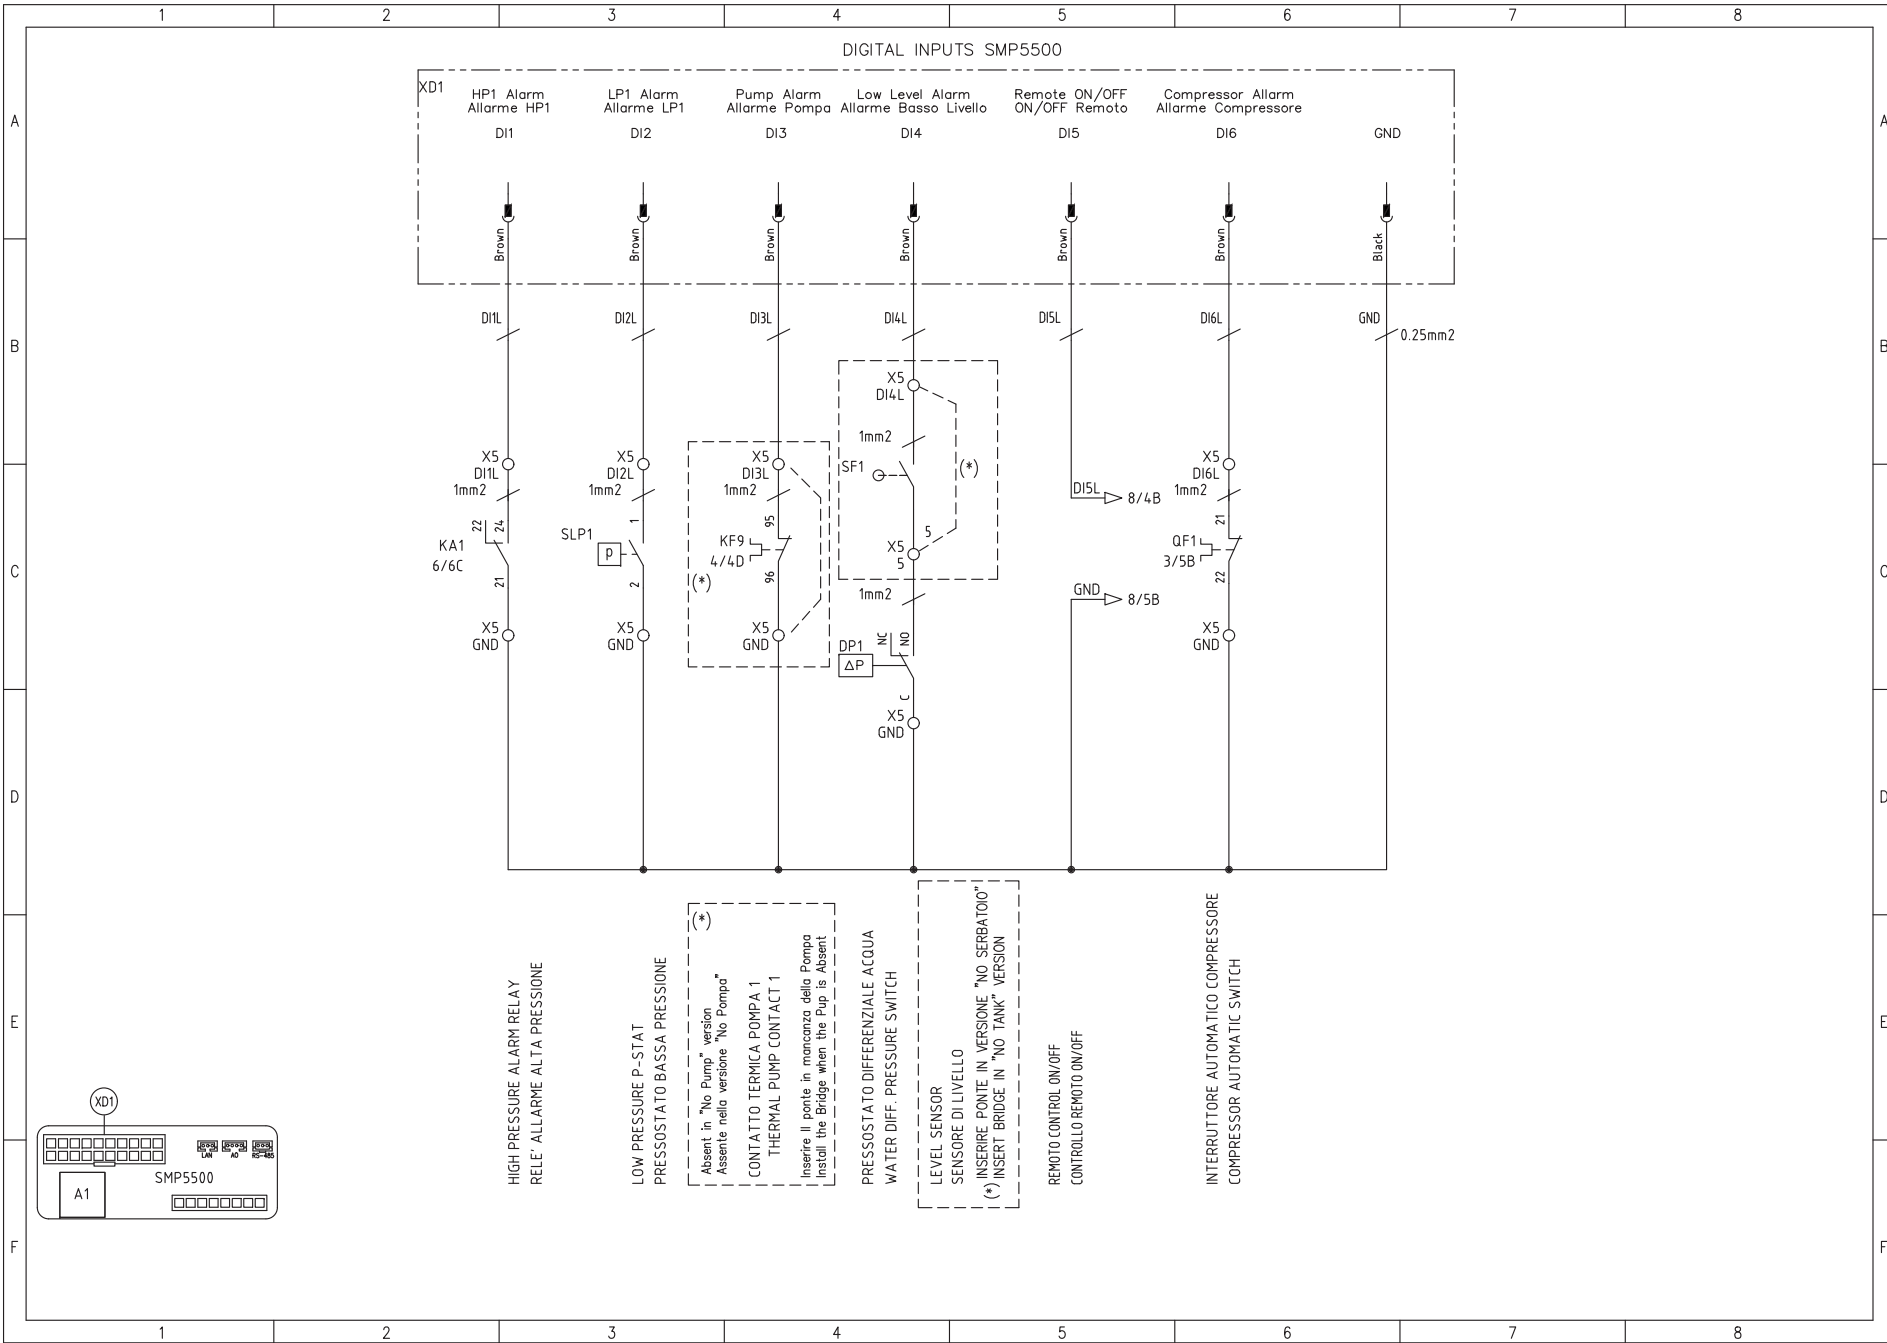 1 2 3 4 5 6 7 8
DIGITAL INPUTS SMP5500
XD1
HP1 Alarm
Allarme HP1
DI1
LP1 Alarm
Allarme LP1
DI2
Pump Alarm
Allarme Pompa
DI3
Low Level Alarm
Allarme Basso Livello
DI4
Remote ON/OFF
ON/OFF Remoto
DI5
Compressor Alarm
Allarme Compressore
DI6
GND
A
A
Brown
Brown
Brown
Brown
Brown
Brown
Black
DI1L
DI2L
DI3L
DI4L
DI5L
DI6L
GND
0.25mm2
B
B
X5
DI1L
1mm2
22
24
KA1
6/6C
21
X5
GND
X5
DI2L
1mm2
1
SLP1
p
2
X5
GND
X5
DI3L
1mm2
95
KF9
4/4D
96
(*)
X5
GND
X5
DI4L
1mm2
SF1
(*)
5
X5
5
1mm2
NC
NO
DP1
ΔP
C
X5
GND
DI5L
8/4B
GND
8/5B
X5
DI6L
1mm2
21
QF1
3/5B
22
X5
GND
C
C
D
D
HIGH PRESSURE ALARM RELAY
RELE' ALLARME ALTA PRESSIONE
LOW PRESSURE P-STAT
PRESSOSTATO BASSA PRESSIONE
(*)
Absent in "No Pump" version
Assente nella versione "No Pompa"
CONTATTO TERMICA POMPA 1
THERMAL PUMP CONTACT 1
Inserire Il ponte in mancanza della Pompa
Install the Bridge when the Pup is Absent
PRESSOSTATO DIFFERENZIALE ACQUA
WATER DIFF. PRESSURE SWITCH
LEVEL SENSOR
SENSORE DI LIVELLO
(*) INSERIRE PONTE IN VERSIONE "NO SERBATOIO"
INSERT BRIDGE IN "NO TANK" VERSION
REMOTO CONTROL ON/OFF
CONTROLLO REMOTO ON/OFF
INTERRUTTORE AUTOMATICO COMPRESSORE
COMPRESSOR AUTOMATIC SWITCH
E
E
XD1
LAN
AO
RS-485
SMP5500
A1
F
F
1 2 3 4 5 6 7 8